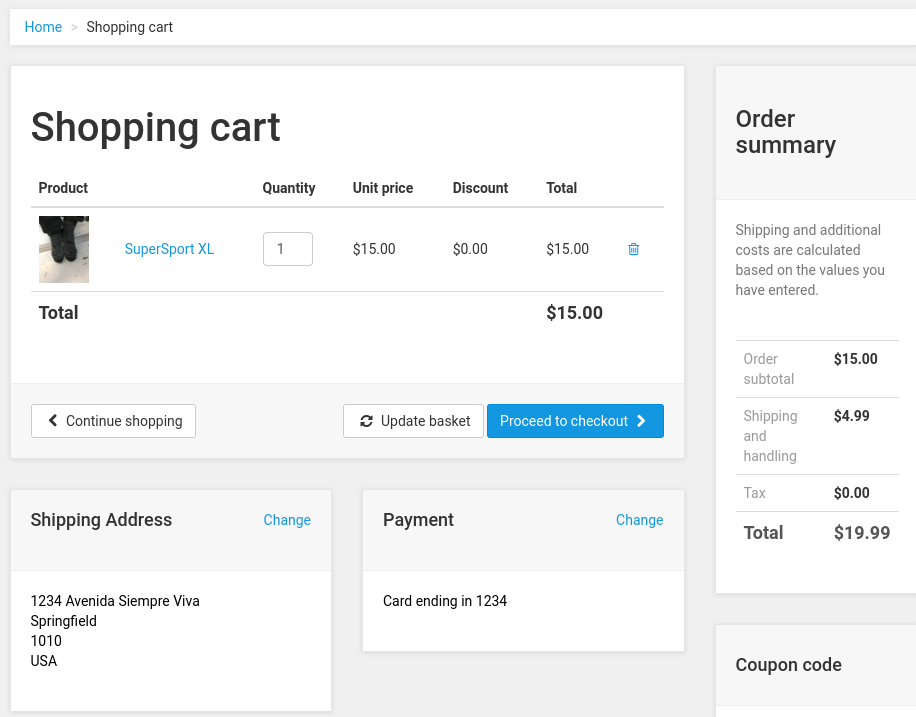 Home > Shopping cart
Shopping cart
Product Quantity Unit price Discount Total
SuperSport XL 1 $15.00 $0.00 $15.00
Total $15.00
Continue shopping Update basket Proceed to checkout
Shipping Address Change
1234 Avenida Siempre Viva
Springfield
1010
USA
Payment Change
Card ending in 1234
Order
summary
Shipping and additional
costs are calculated
based on the values you
have entered.
Order $15.00
subtotal
Shipping $4.99
and
handling
Tax $0.00
Total $19.99
Coupon code